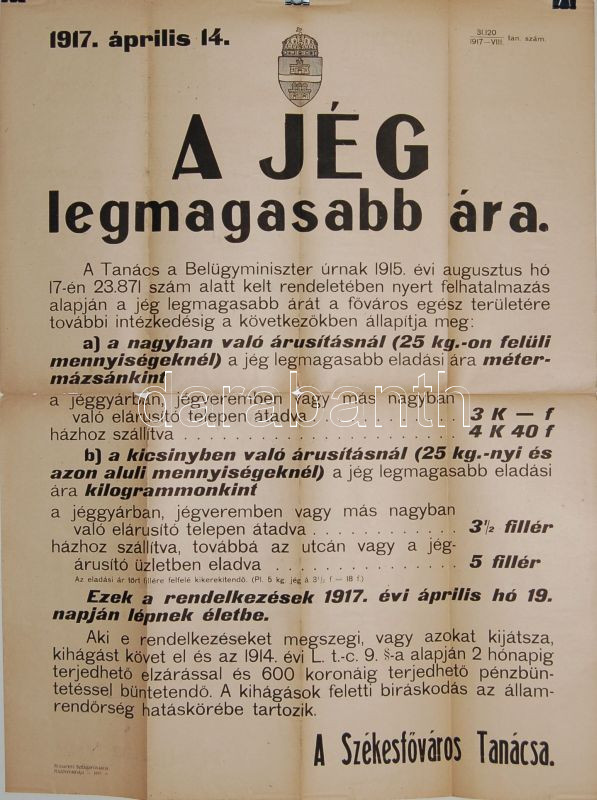 1917. április 14.
31.120
1917—VIII. tan. szám.
A JÉG
legmagasabb ára.
A Tanács a Belügyminiszter úrnak 1915. évi augusztus hó
17-én 23.871 szám alatt kelt rendeletében nyert felhatalmazás
alapján a jég legmagasabb árát a főváros egész területére
további intézkedésig a következőkben állapítja meg:
a) a nagyban való árusításnál (25 kg.-on felüli
mennyiségeknél) a jég legmagasabb eladási ára méter-
mázsánkint
a jéggyárban, jégveremben vagy más nagyban
való elárusító telepen átadva . . . . . . . . . . . . 3 K — f
házhoz szállítva . . . . . . . . . . . . . . . . . . . . . 4 K 40 f
b) a kicsinyben való árusításnál (25 kg.-nyi és
azon aluli mennyiségeknél) a jég legmagasabb eladási
ára kilogrammonkint
a jéggyárban, jégveremben vagy más nagyban
való elárusító telepen átadva . . . . . . . . . . . . 3½ fillér
házhoz szállítva, továbbá az utcán vagy a jég-
árusító üzletben eladva . . . . . . . . . . . . . . . 5 fillér
Az eladási ár tört fillére felfelé kikerekítendő. (Pl. 5 kg. jég á 3½ f — 18 f.)
Ezek a rendelkezések 1917. évi április hó 19.
napján lépnek életbe.
Aki e rendelkezéseket megszegi, vagy azokat kijátsza,
kihágást követ el és az 1914. évi L. t.-c. 9. §-a alapján 2 hónapig
terjedhető elzárással és 600 koronáig terjedhető pénzbün-
tetéssel büntetendő. A kihágások feletti biráskodás az állam-
rendőrség hatáskörébe tartozik.
A Székesfőváros Tanácsa.
darabanth